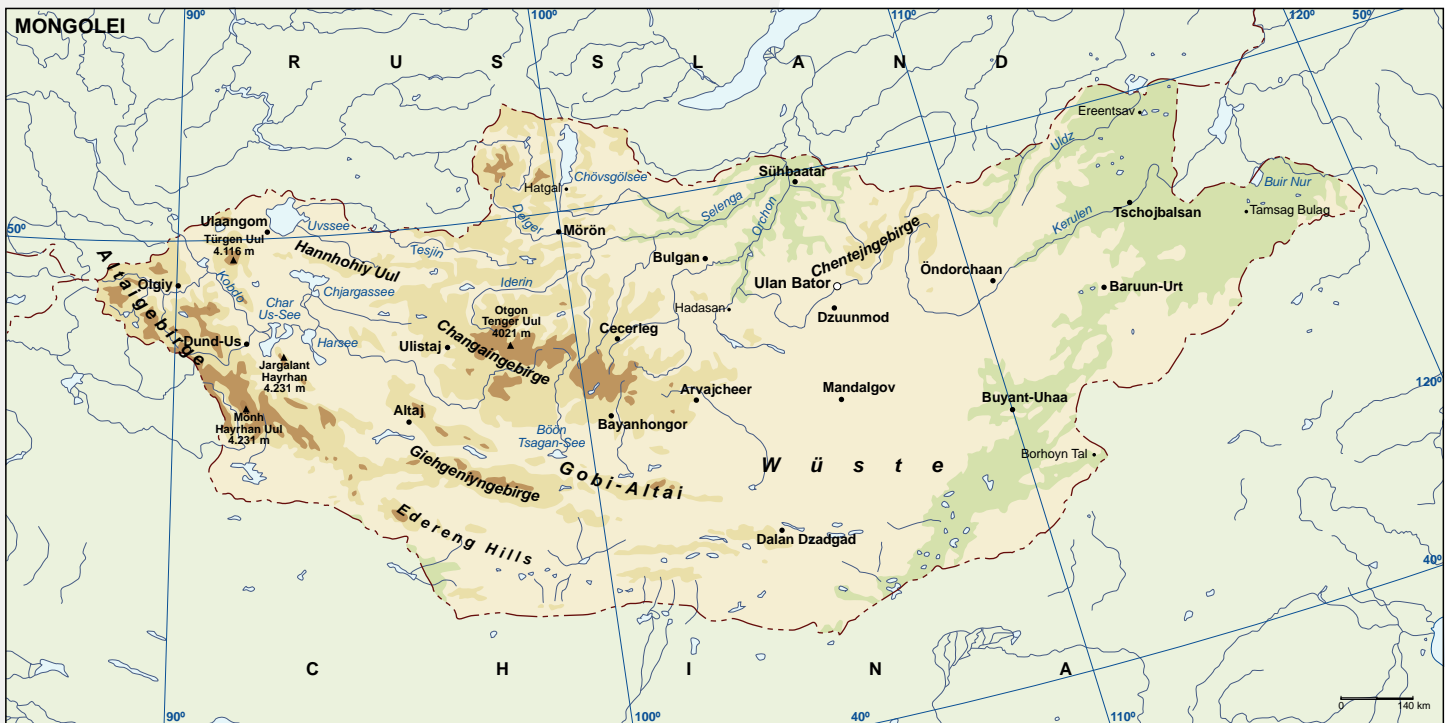 MONGOLEI
90º
100º
110º
120º
50º
R U S S L A N D
Ereentsav
Uldz
Sühbaatar
Hatgal
Chövsgölsee
Buir Nur
Selenga
Orchon
Tschojbalsan
Tamsag Bulag
Kerulen
Ulaangom
Uvssee
Delger
Mörön
Türgen Uul
4.116 m
50º
Hannhohiy Uul
Tesjin
Bulgan
Chentejngebirge
Altaigebirge
Ölgiy
Kobdo
Chjargassee
Iderin
Ulan Bator
Öndorchaan
Baruun-Urt
Char
Us-See
Otgon
Tenger Uul
4021 m
Hadasan
Dzuunmod
Dund-Us
Harsee
Ulistaj
Changaingebirge
Cecerleg
Jargalant
Hayrhan
4.231 m
120º
Arvajcheer
Mandalgov
Buyant-Uhaa
Altaj
Mönh
Hayrhan Uul
4.231 m
Bayanhongor
Böön
Tsagan-See
Borhoyn Tal
Giehgeniyngebirge
Gobi-Altai
W ü s t e
Edereng Hills
Dalan Dzadgad
40º
C H I N A
0 140 km
90º
100º
40º
110º